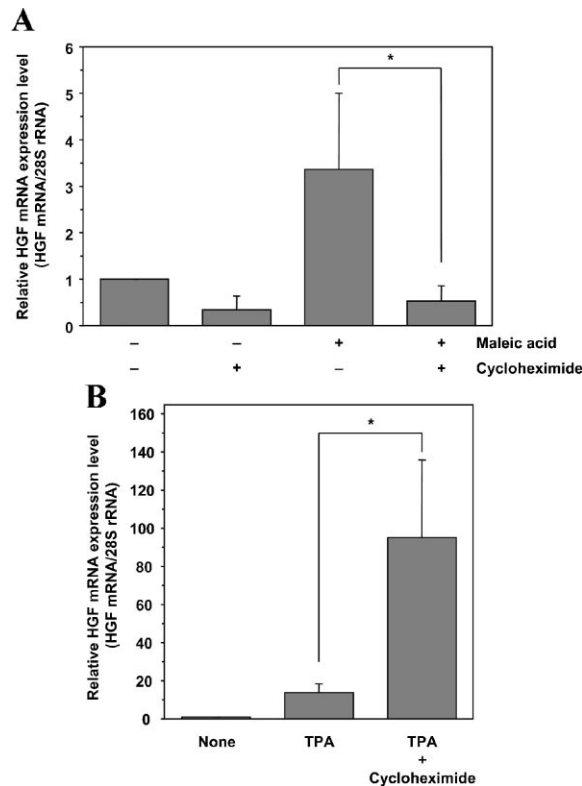 A
Relative HGF mRNA expression level
(HGF mRNA/28S rRNA)
6
5
4
3
2
1
0
*
– – + + Maleic acid
– + – + Cycloheximide
B
Relative HGF mRNA expression level
(HGF mRNA/28S rRNA)
160
140
120
100
80
60
40
20
0
*
None TPA TPA
+
Cycloheximide